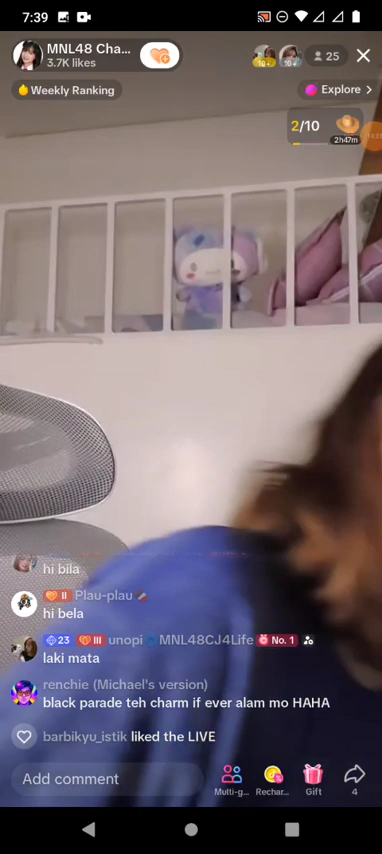 7:39
MNL48 Cha...
3.7K likes
25
Weekly Ranking
Explore
2/10
2h47m
hi bila
II Plau-plau
hi bela
23 III unopi MNL48CJ4Life No. 1
laki mata
renchie (Michael's version)
black parade teh charm if ever alam mo HAHA
barbikyu_istik liked the LIVE
Add comment
Multi-g...
Rechar...
Gift
4